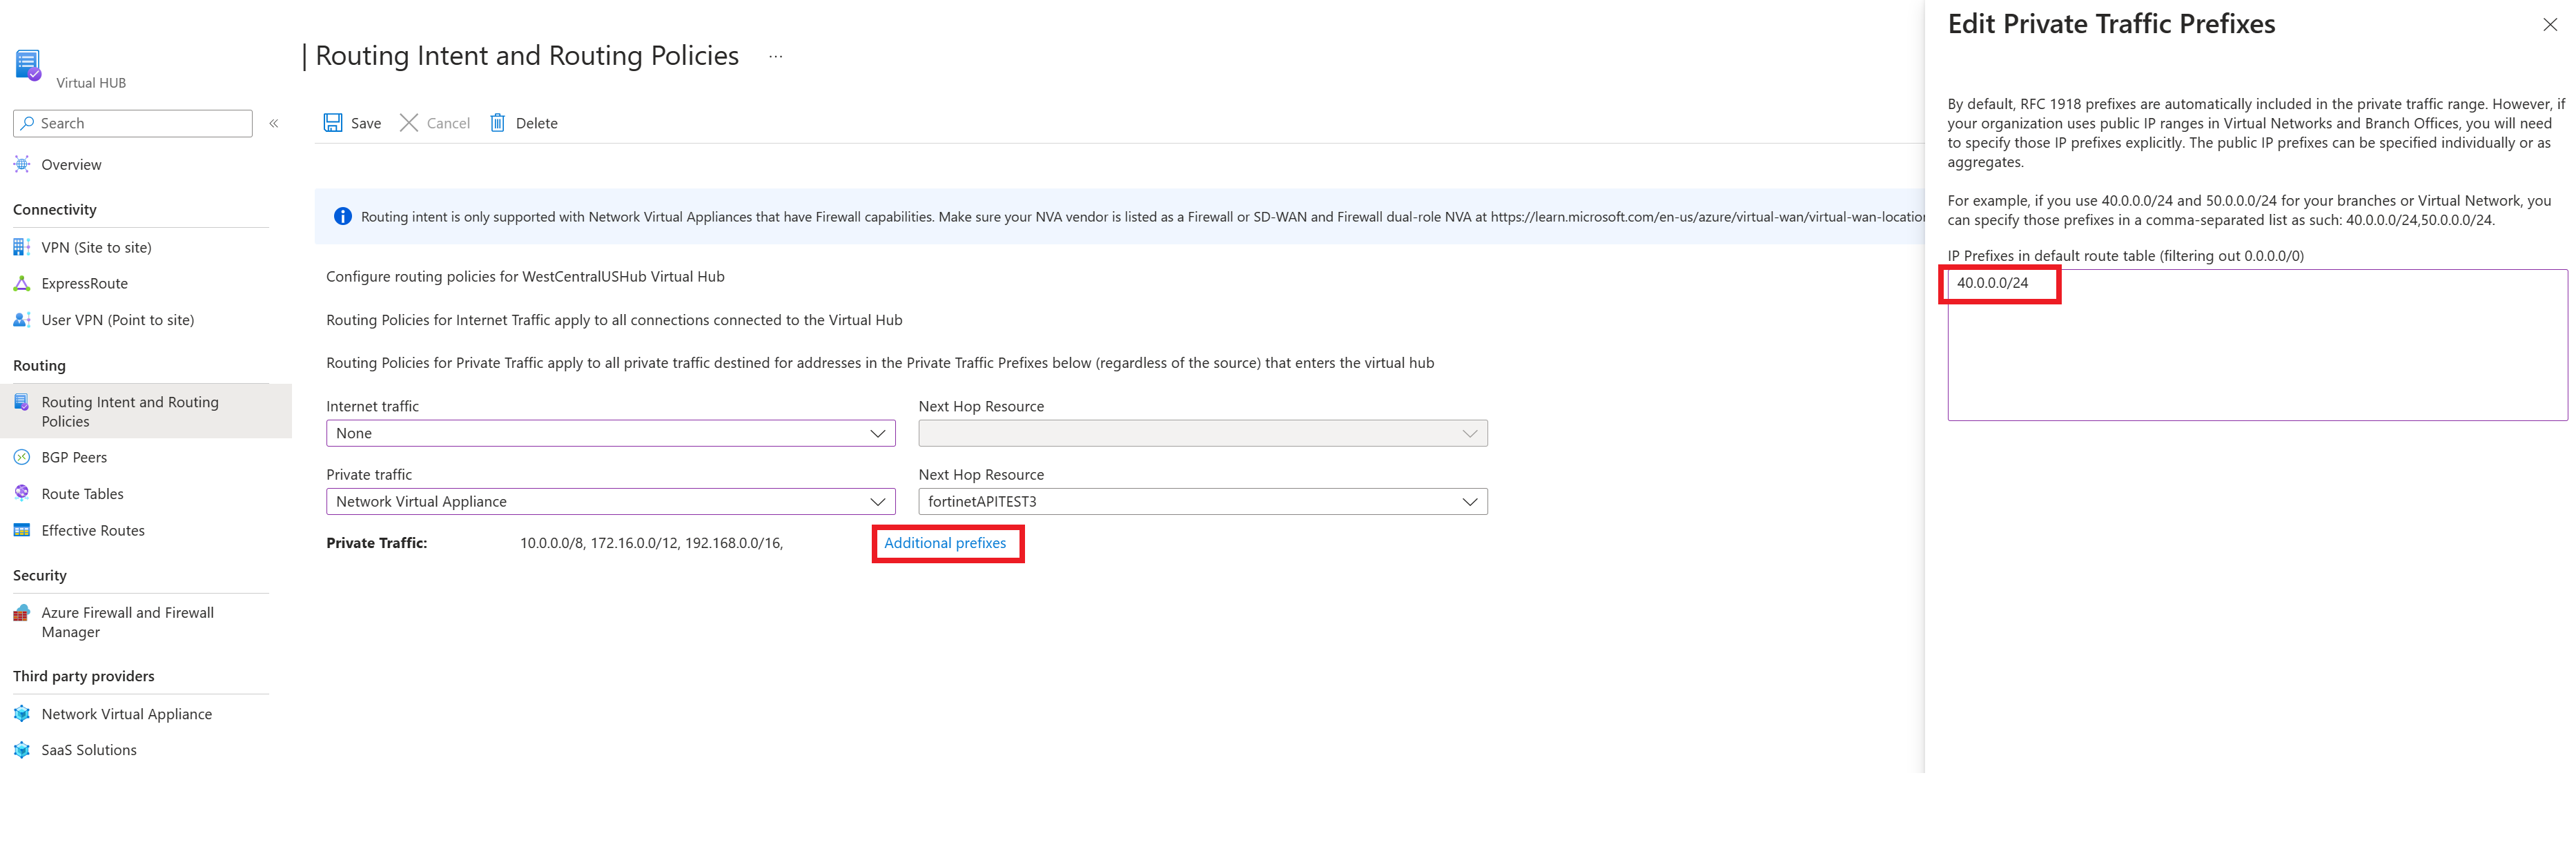 Virtual HUB
Search
«
Overview
Connectivity
VPN (Site to site)
ExpressRoute
User VPN (Point to site)
Routing
Routing Intent and Routing
Policies
BGP Peers
Route Tables
Effective Routes
Security
Azure Firewall and Firewall
Manager
Third party providers
Network Virtual Appliance
SaaS Solutions
| Routing Intent and Routing Policies ...
Save Cancel Delete
Routing intent is only supported with Network Virtual Appliances that have Firewall capabilities. Make sure your NVA vendor is listed as a Firewall or SD-WAN and Firewall dual-role NVA at https://learn.microsoft.com/en-us/azure/virtual-wan/virtual-wan-location
Configure routing policies for WestCentralUSHub Virtual Hub
Routing Policies for Internet Traffic apply to all connections connected to the Virtual Hub
Routing Policies for Private Traffic apply to all private traffic destined for addresses in the Private Traffic Prefixes below (regardless of the source) that enters the virtual hub
Internet traffic Next Hop Resource
None
Private traffic Next Hop Resource
Network Virtual Appliance fortinetAPITEST3
Private Traffic: 10.0.0.0/8, 172.16.0.0/12, 192.168.0.0/16, Additional prefixes
Edit Private Traffic Prefixes
By default, RFC 1918 prefixes are automatically included in the private traffic range. However, if
your organization uses public IP ranges in Virtual Networks and Branch Offices, you will need
to specify those IP prefixes explicitly. The public IP prefixes can be specified individually or as
aggregates.
For example, if you use 40.0.0.0/24 and 50.0.0.0/24 for your branches or Virtual Network, you
can specify those prefixes in a comma-separated list as such: 40.0.0.0/24,50.0.0.0/24.
IP Prefixes in default route table (filtering out 0.0.0.0/0)
40.0.0.0/24